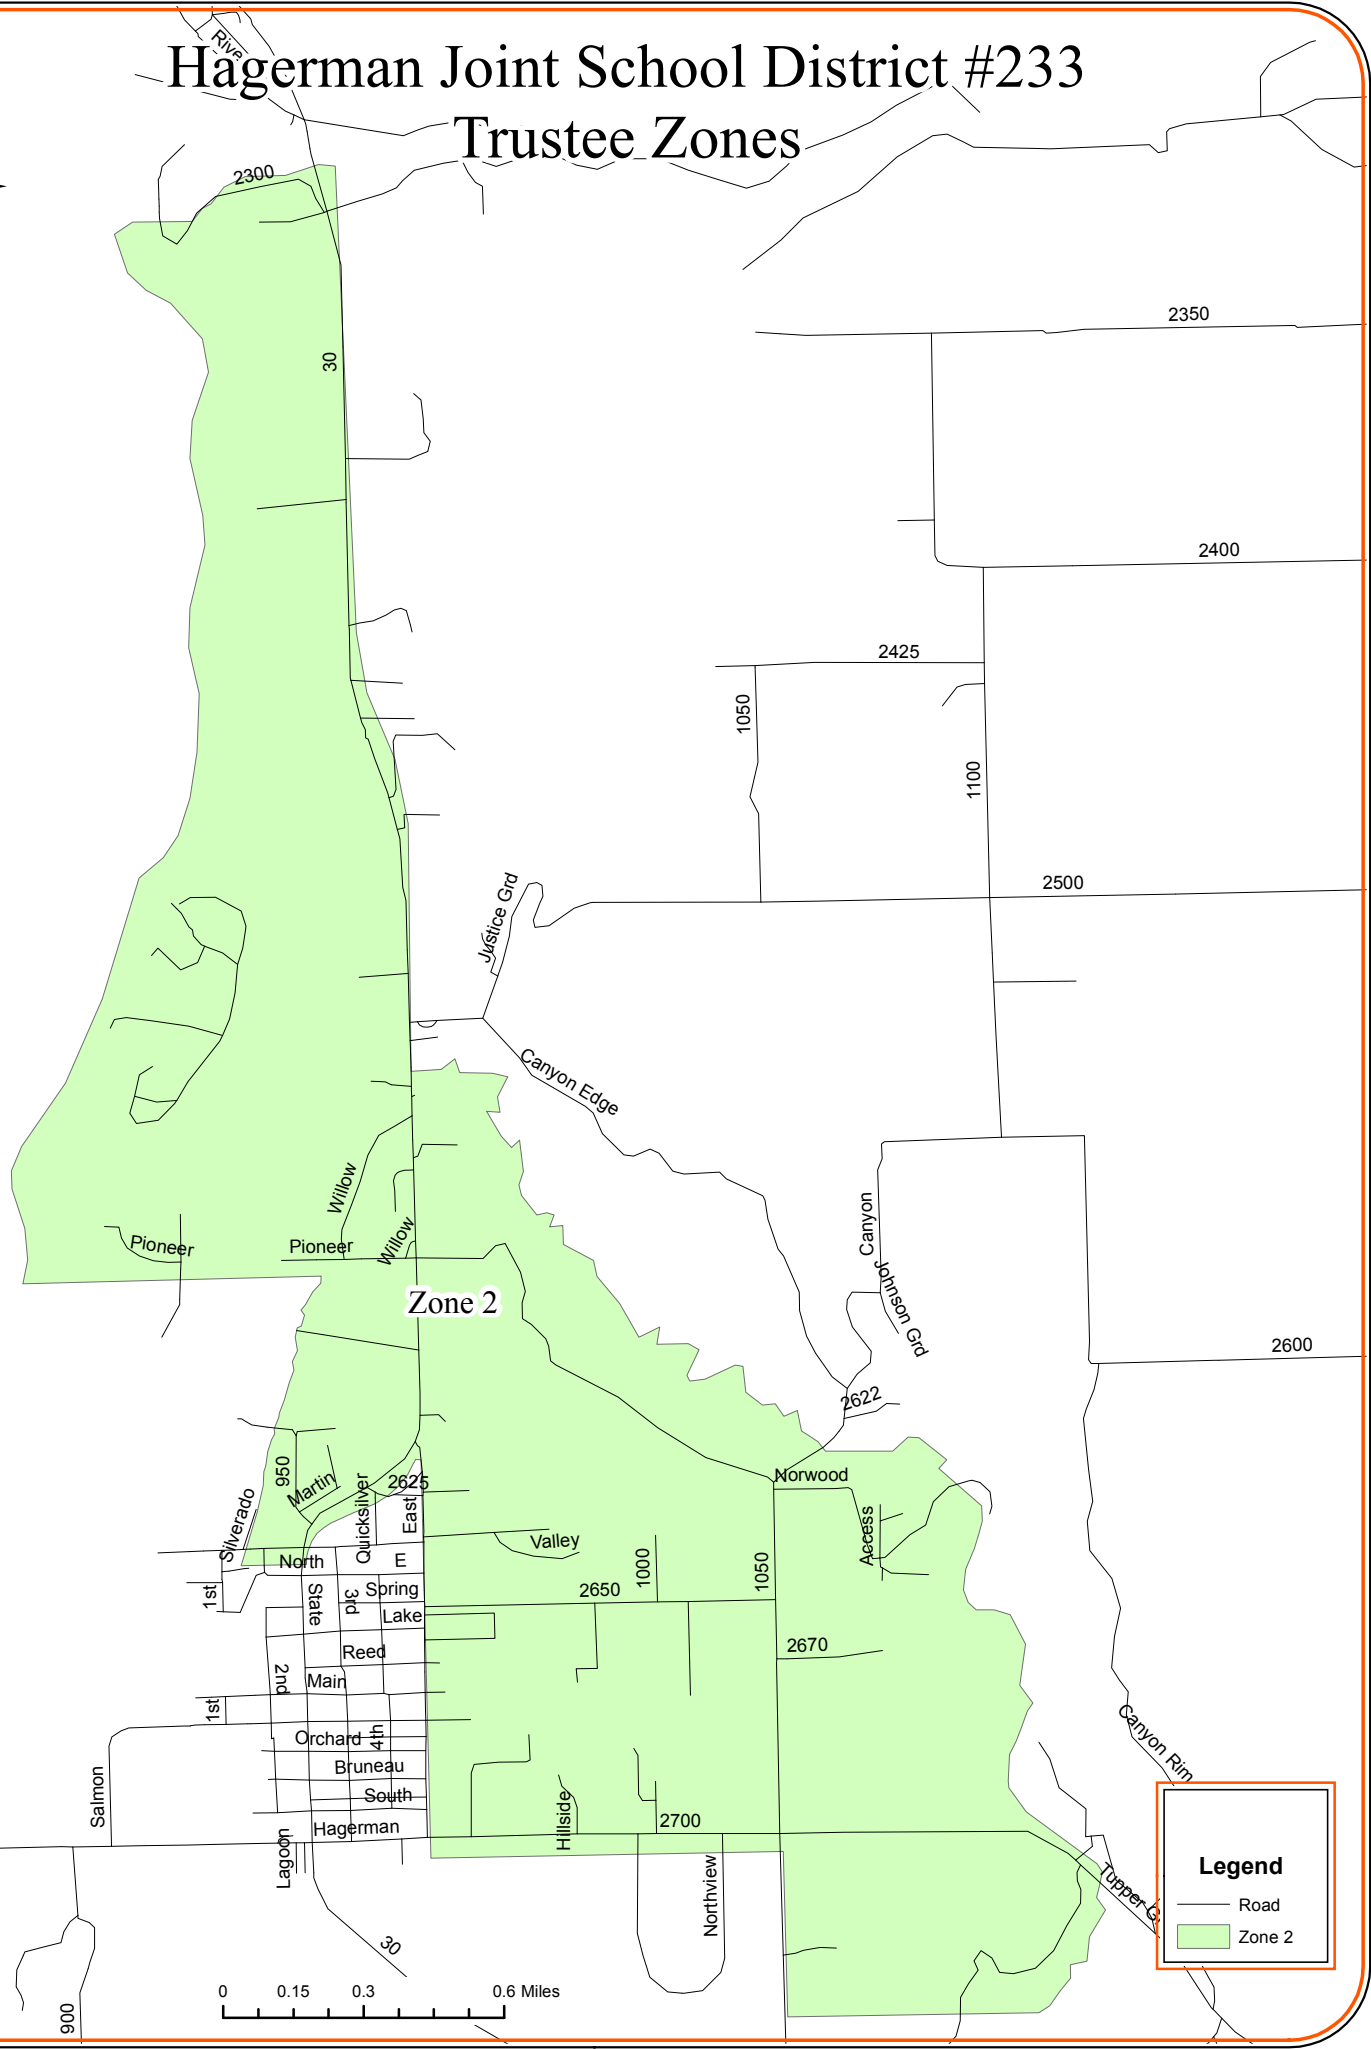 River
Hagerman Joint School District #233
Trustee Zones
2300
2350
30
2400
2425
1050
1100
2500
Justice Grd
Canyon Edge
Willow
Canyon
Pioneer
Pioneer
Willow
Johnson Grd
Zone 2
2600
2622
950
Martin
Quicksilver
2625
Norwood
Silverado
East
Access
Valley
North
E
1000
1050
1st
State
3rd
Spring
2650
Lake
Reed
2670
2nd
Main
1st
Orchard
4th
Canyon Rim
Bruneau
Salmon
South
Hillside
2700
Hagerman
Lagoon
Northview
Tupper G
Legend
Road
Zone 2
30
0 0.15 0.3 0.6 Miles
900